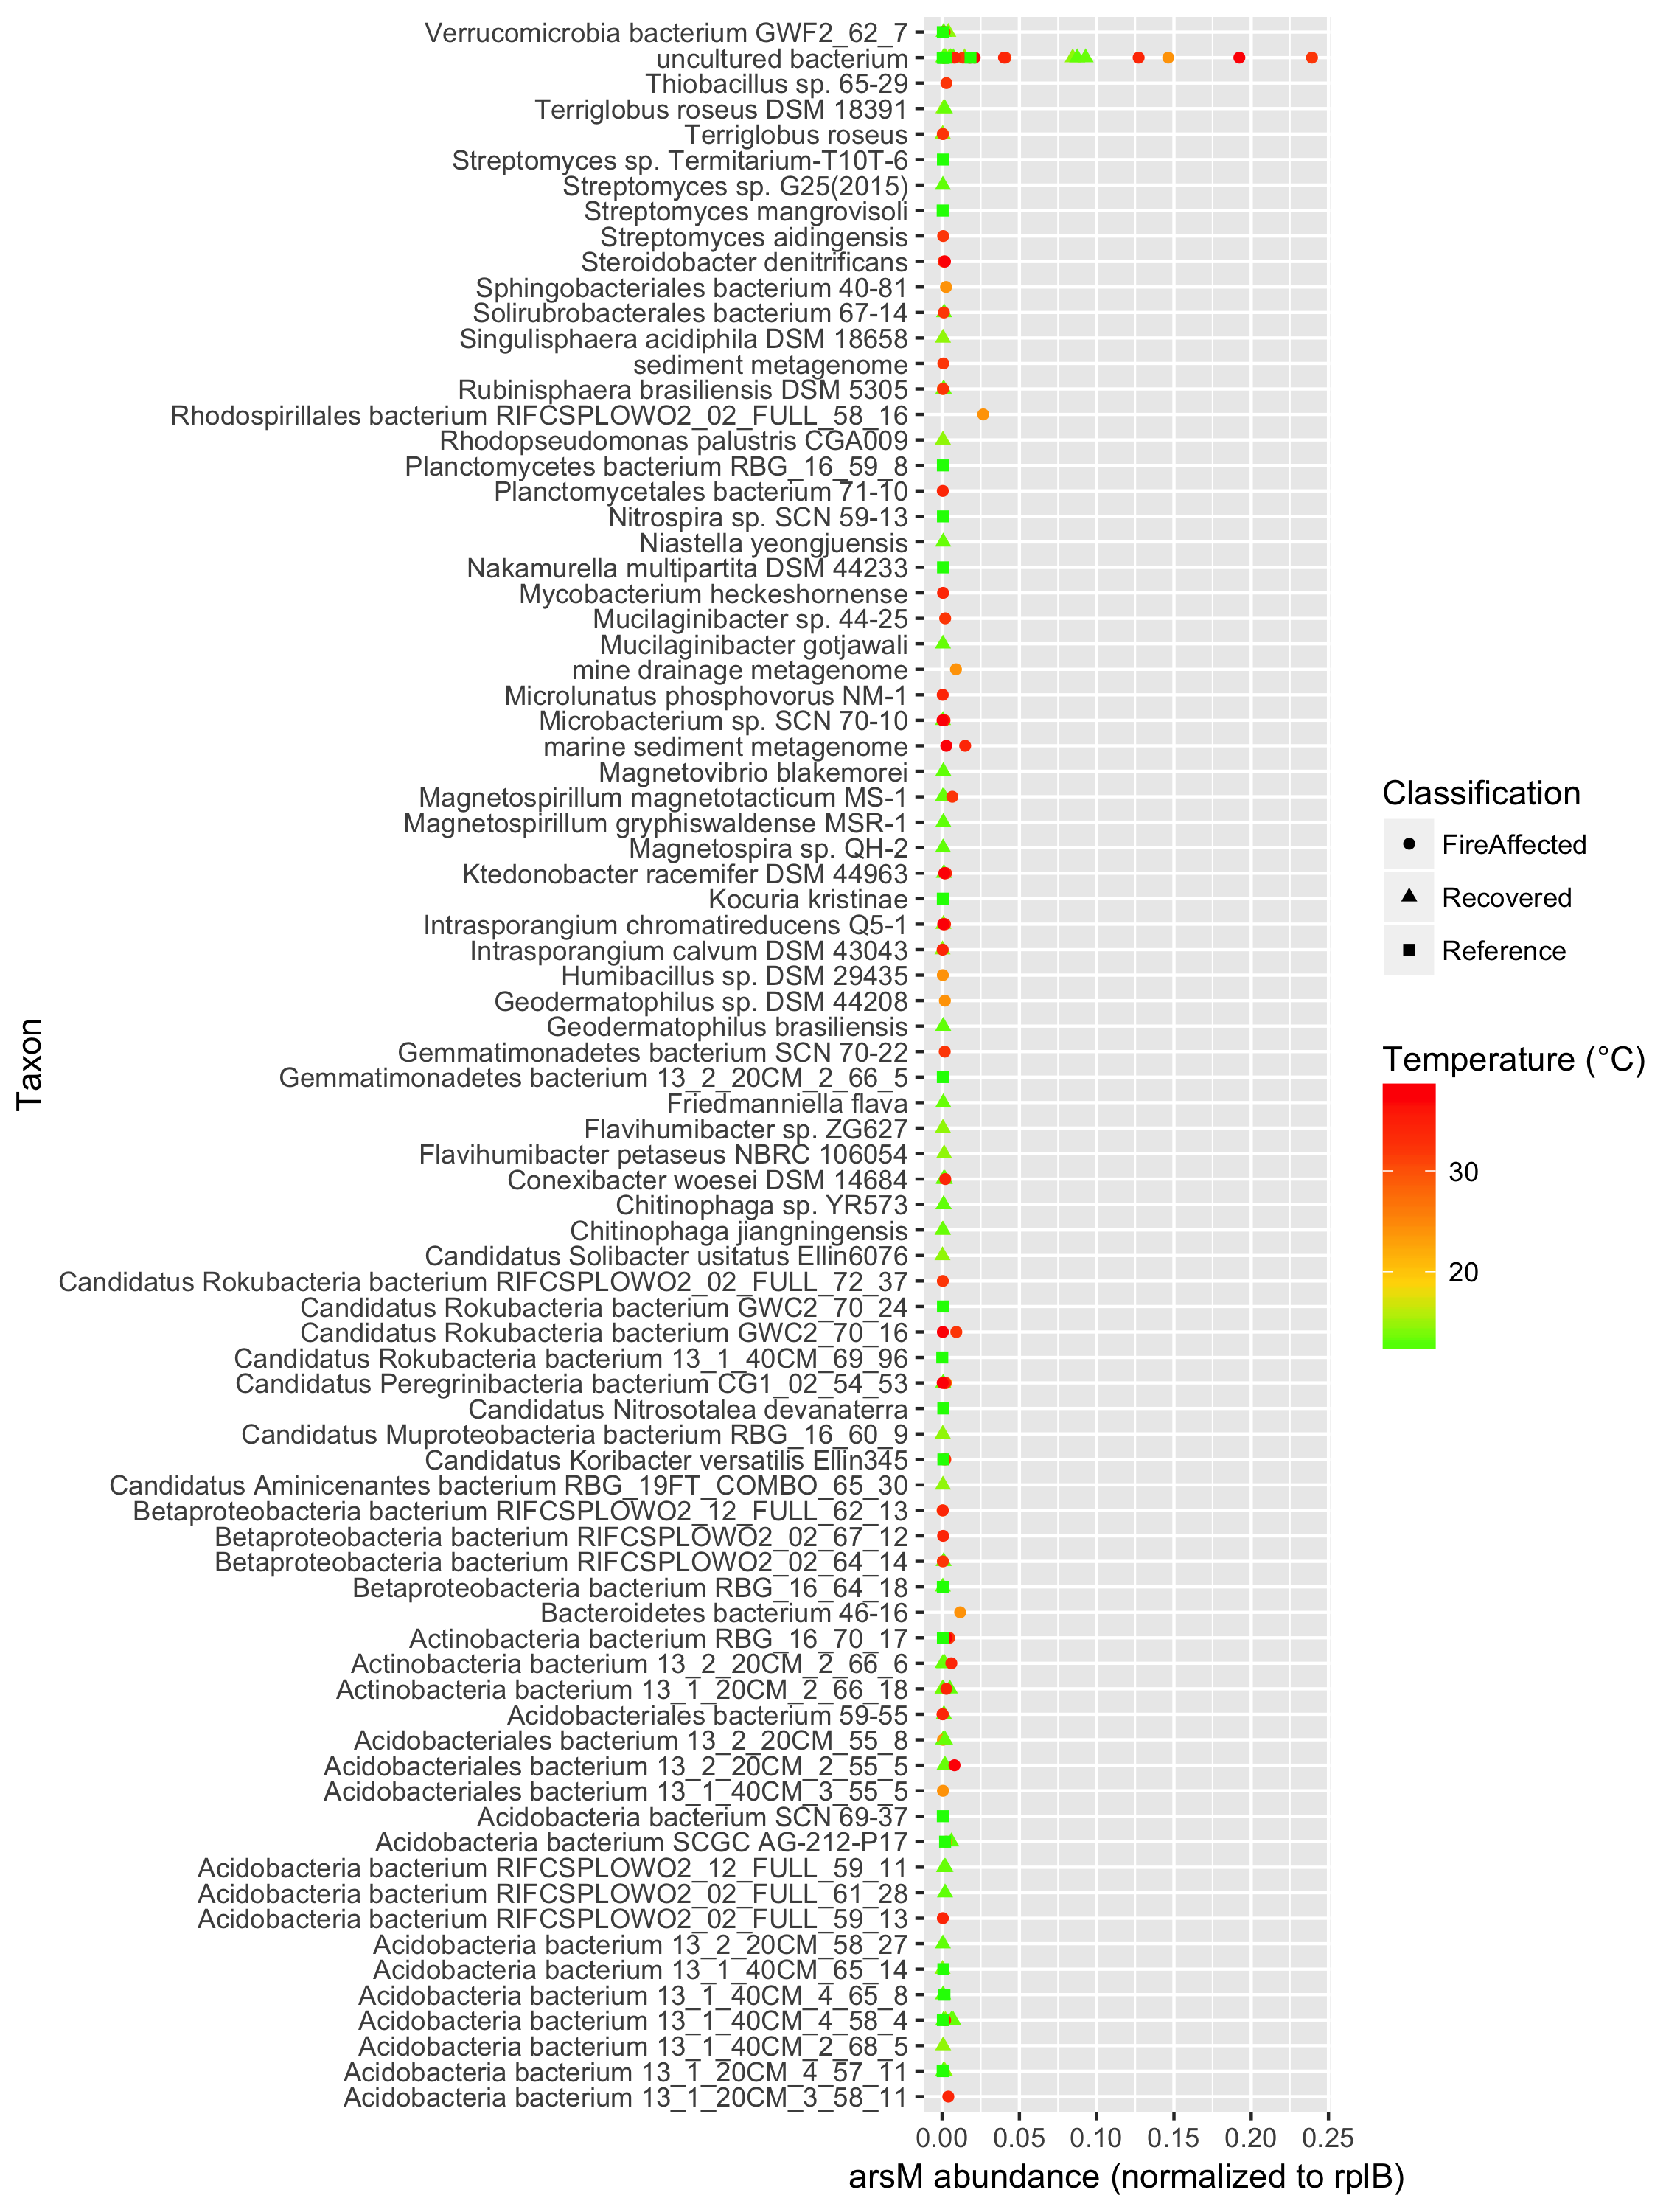 Verrucomicrobia bacterium GWF2_62_7
uncultured bacterium
Thiobacillus sp. 65-29
Terriglobus roseus DSM 18391
Terriglobus roseus
Streptomyces sp. Termitarium-T10T-6
Streptomyces sp. G25(2015)
Streptomyces mangrovisoli
Streptomyces aidingensis
Steroidobacter denitrificans
Sphingobacteriales bacterium 40-81
Solirubrobacterales bacterium 67-14
Singulisphaera acidiphila DSM 18658
sediment metagenome
Rubinisphaera brasiliensis DSM 5305
Rhodospirillales bacterium RIFCSPLOWO2_02_FULL_58_16
Rhodopseudomonas palustris CGA009
Planctomycetes bacterium RBG_16_59_8
Planctomycetales bacterium 71-10
Nitrospira sp. SCN 59-13
Niastella yeongjuensis
Nakamurella multipartita DSM 44233
Mycobacterium heckeshornense
Mucilaginibacter sp. 44-25
Mucilaginibacter gotjawali
mine drainage metagenome
Microlunatus phosphovorus NM-1
Microbacterium sp. SCN 70-10
marine sediment metagenome
Magnetovibrio blakemorei
Magnetospirillum magnetotacticum MS-1
Magnetospirillum gryphiswaldense MSR-1
Magnetospira sp. QH-2
Ktedonobacter racemifer DSM 44963
Kocuria kristinae
Intrasporangium chromatireducens Q5-1
Intrasporangium calvum DSM 43043
Humibacillus sp. DSM 29435
Geodermatophilus sp. DSM 44208
Geodermatophilus brasiliensis
Gemmatimonadetes bacterium SCN 70-22
Gemmatimonadetes bacterium 13_2_20CM_2_66_5
Friedmanniella flava
Flavihumibacter sp. ZG627
Flavihumibacter petaseus NBRC 106054
Conexibacter woesei DSM 14684
Chitinophaga sp. YR573
Chitinophaga jiangningensis
Candidatus Solibacter usitatus Ellin6076
Candidatus Rokubacteria bacterium RIFCSPLOWO2_02_FULL_72_37
Candidatus Rokubacteria bacterium GWC2_70_24
Candidatus Rokubacteria bacterium GWC2_70_16
Candidatus Rokubacteria bacterium 13_1_40CM_69_96
Candidatus Peregrinibacteria bacterium CG1_02_54_53
Candidatus Nitrosotalea devanaterra
Candidatus Muproteobacteria bacterium RBG_16_60_9
Candidatus Koribacter versatilis Ellin345
Candidatus Aminicenantes bacterium RBG_19FT_COMBO_65_30
Betaproteobacteria bacterium RIFCSPLOWO2_12_FULL_62_13
Betaproteobacteria bacterium RIFCSPLOWO2_02_67_12
Betaproteobacteria bacterium RIFCSPLOWO2_02_64_14
Betaproteobacteria bacterium RBG_16_64_18
Bacteroidetes bacterium 46-16
Actinobacteria bacterium RBG_16_70_17
Actinobacteria bacterium 13_2_20CM_2_66_6
Actinobacteria bacterium 13_1_20CM_2_66_18
Acidobacteriales bacterium 59-55
Acidobacteriales bacterium 13_2_20CM_55_8
Acidobacteriales bacterium 13_2_20CM_2_55_5
Acidobacteriales bacterium 13_1_40CM_3_55_5
Acidobacteria bacterium SCN 69-37
Acidobacteria bacterium SCGC AG-212-P17
Acidobacteria bacterium RIFCSPLOWO2_12_FULL_59_11
Acidobacteria bacterium RIFCSPLOWO2_02_FULL_61_28
Acidobacteria bacterium RIFCSPLOWO2_02_FULL_59_13
Acidobacteria bacterium 13_2_20CM_58_27
Acidobacteria bacterium 13_1_40CM_65_14
Acidobacteria bacterium 13_1_40CM_4_65_8
Acidobacteria bacterium 13_1_40CM_4_58_4
Acidobacteria bacterium 13_1_40CM_2_68_5
Acidobacteria bacterium 13_1_20CM_4_57_11
Acidobacteria bacterium 13_1_20CM_3_58_11
Taxon
0.00 0.05 0.10 0.15 0.20 0.25
arsM abundance (normalized to rplB)
Classification
FireAffected
Recovered
Reference
Temperature (°C)
30
20